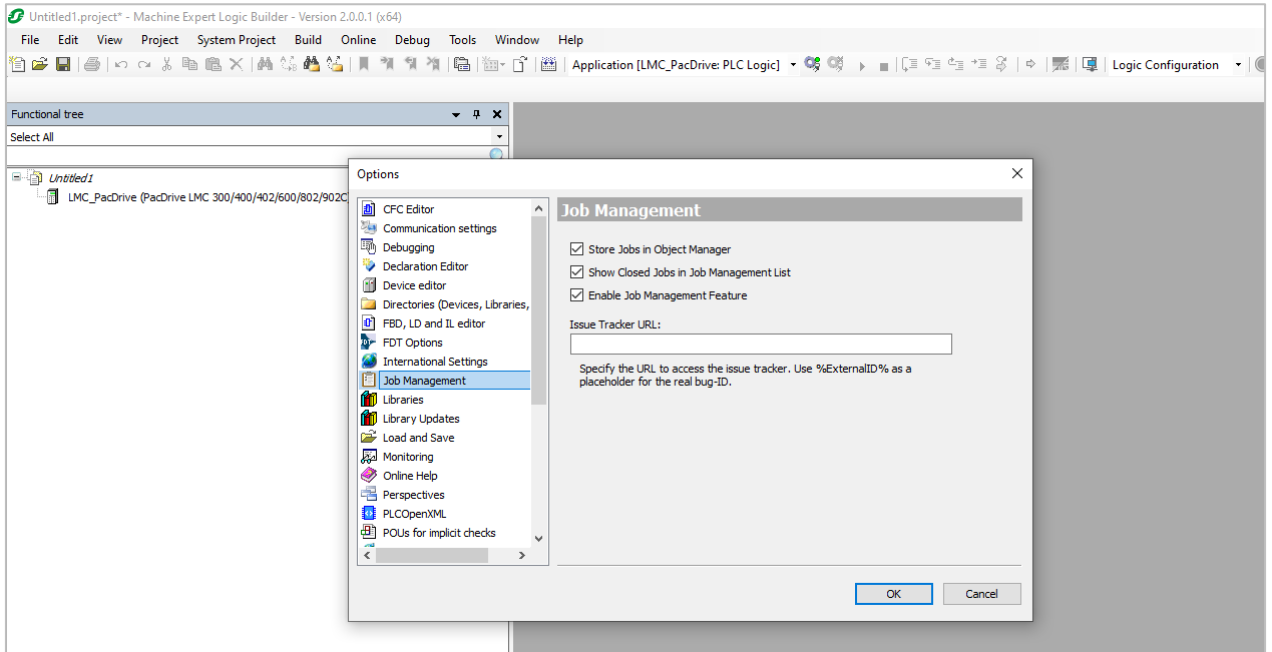 Untitled1.project* - Machine Expert Logic Builder - Version 2.0.0.1 (x64)
File Edit View Project System Project Build Online Debug Tools Window Help
Application [LMC_PacDrive: PLC Logic] Logic Configuration
Functional tree
Select All
Untitled1
LMC_PacDrive (PacDrive LMC 300/400/402/600/802/902C)
Options
CFC Editor
Communication settings
Debugging
Declaration Editor
Device editor
Directories (Devices, Libraries,
FBD, LD and IL editor
FDT Options
International Settings
Job Management
Libraries
Library Updates
Load and Save
Monitoring
Online Help
Perspectives
PLCOpenXML
POUs for implicit checks
Job Management
Store Jobs in Object Manager
Show Closed Jobs in Job Management List
Enable Job Management Feature
Issue Tracker URL:
Specify the URL to access the issue tracker. Use %ExternalID% as a
placeholder for the real bug-ID.
OK Cancel